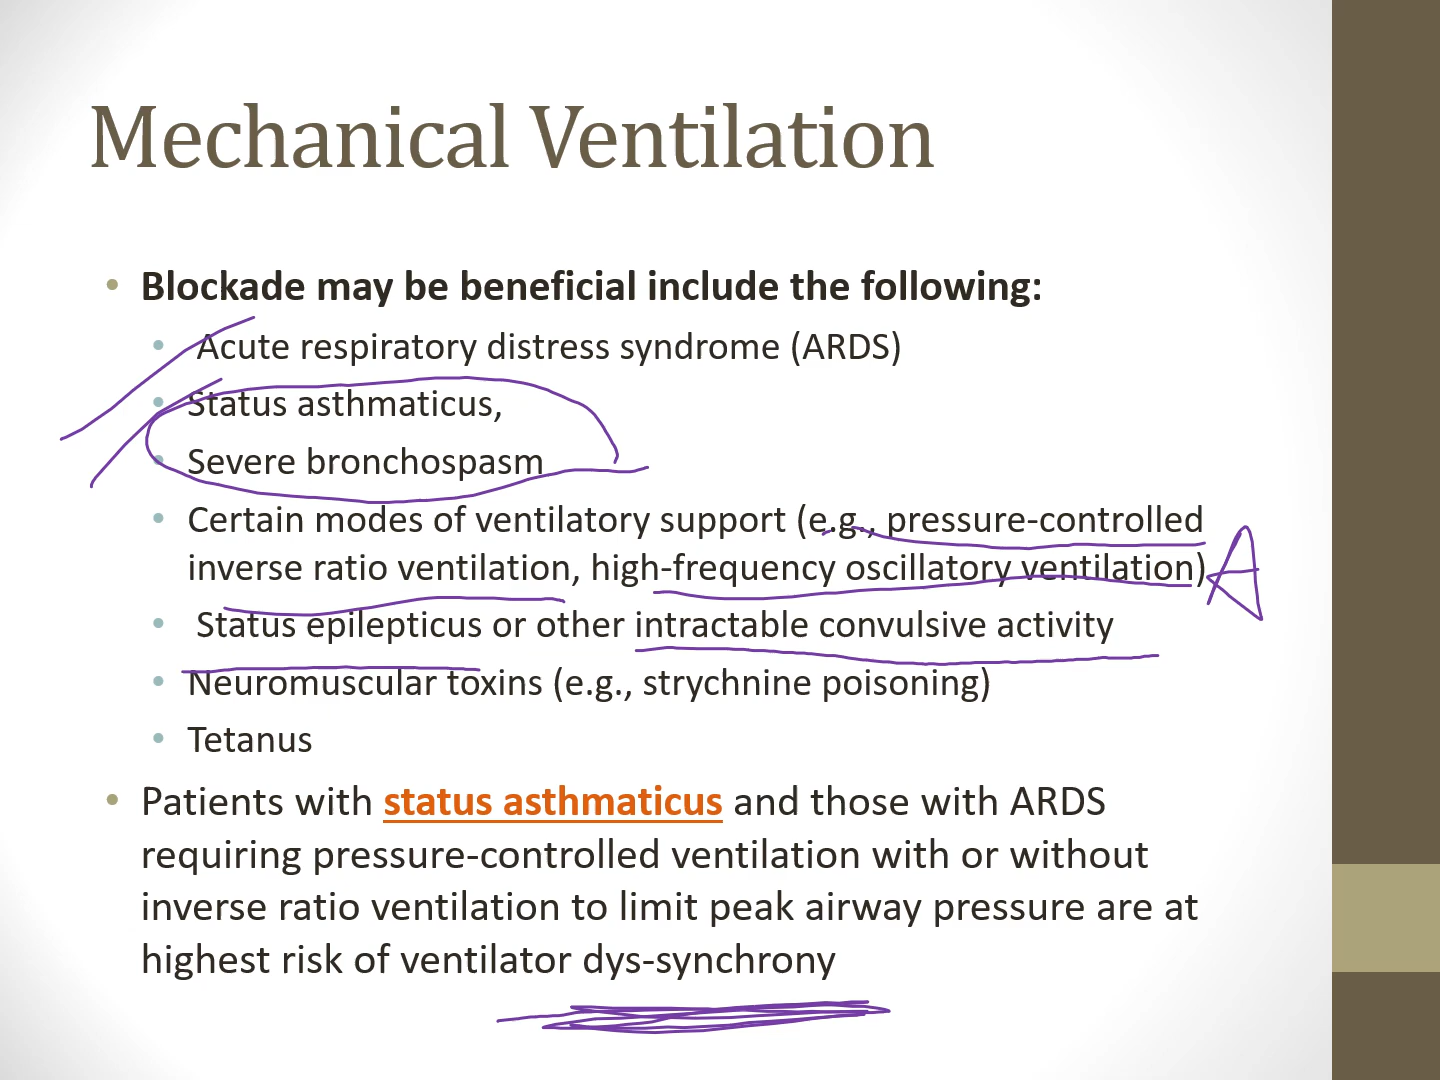 Mechanical Ventilation
• Blockade may be beneficial include the following:
• Acute respiratory distress syndrome (ARDS)
• Status asthmaticus,
• Severe bronchospasm
• Certain modes of ventilatory support (e.g., pressure-controlled
inverse ratio ventilation, high-frequency oscillatory ventilation)
• Status epilepticus or other intractable convulsive activity
• Neuromuscular toxins (e.g., strychnine poisoning)
• Tetanus
• Patients with status asthmaticus and those with ARDS
requiring pressure-controlled ventilation with or without
inverse ratio ventilation to limit peak airway pressure are at
highest risk of ventilator dys-synchrony